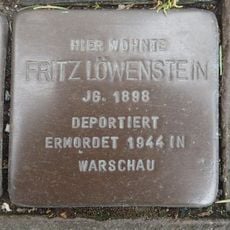 HIER WOHNTE
FRITZ LÖWENSTEIN
JG. 1898
DEPORTIERT
ERMORDET 1944 IN
WARSCHAU